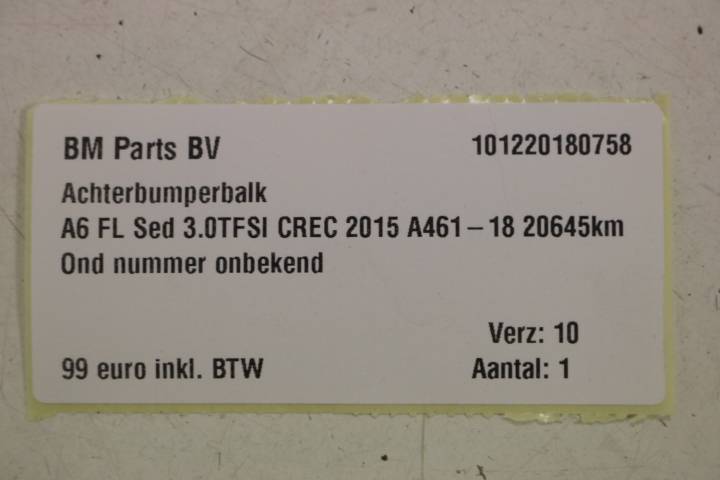 BM Parts BV 101220180758
Achterbumperbalk
A6 FL Sed 3.0TFSI CREC 2015 A461-18 20645km
Ond nummer onbekend
Verz: 10
99 euro inkl. BTW Aantal: 1